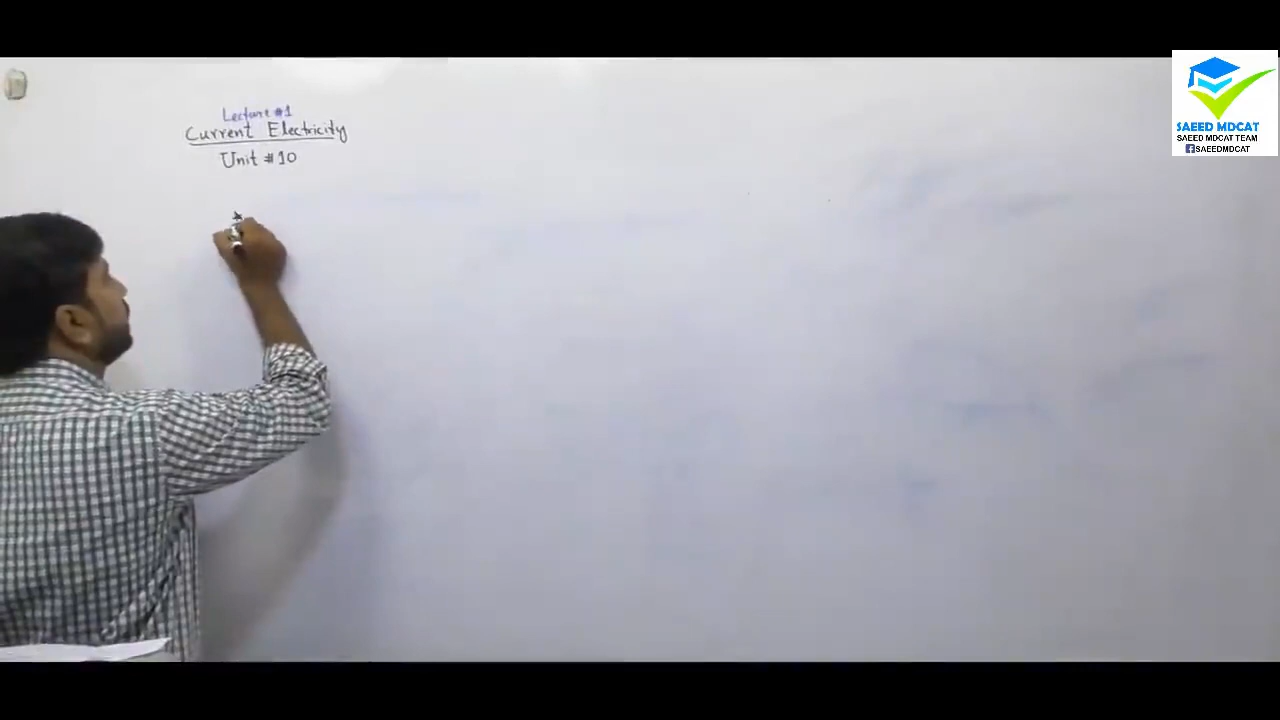 Lecture #1
Current Electricity
Unit #10
SAEED MDCAT
SAEED MDCAT TEAM
SAEEDMDCAT